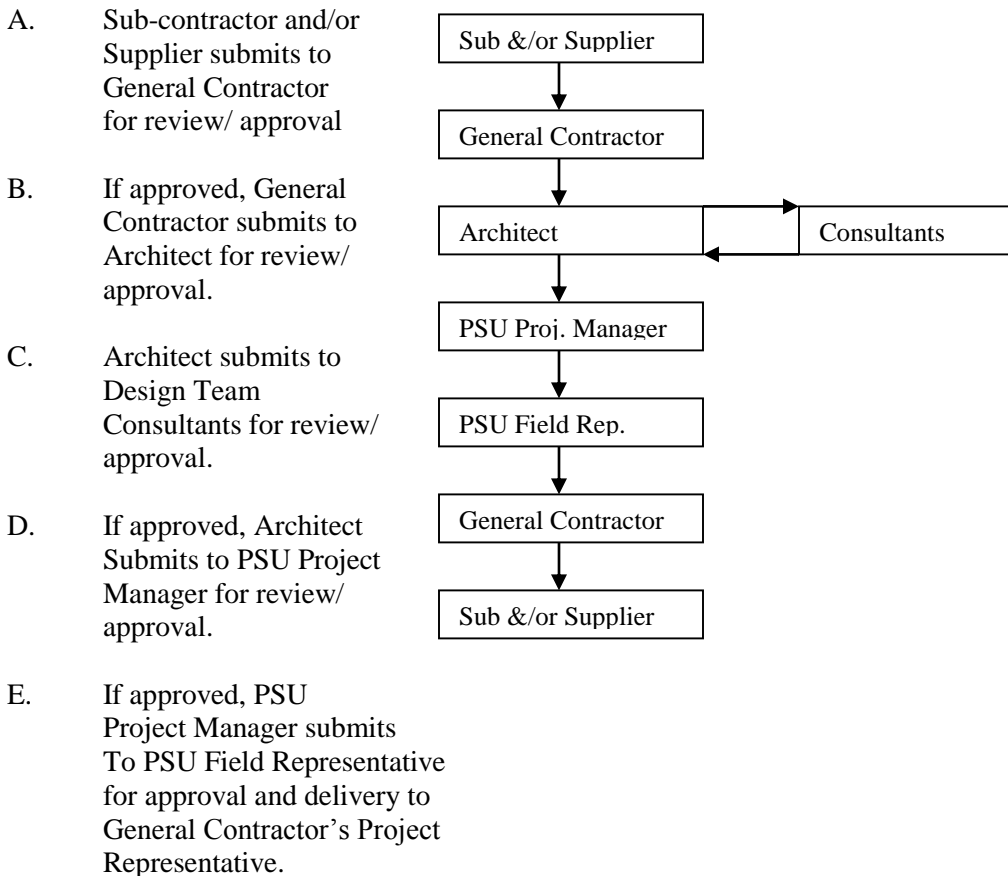 A. Sub-contractor and/or
Supplier submits to
General Contractor
for review/ approval
B. If approved, General
Contractor submits to
Architect for review/
approval.
C. Architect submits to
Design Team
Consultants for review/
approval.
D. If approved, Architect
Submits to PSU Project
Manager for review/
approval.
E. If approved, PSU
Project Manager submits
To PSU Field Representative
for approval and delivery to
General Contractor’s Project
Representative.
Sub &/or Supplier
General Contractor
Architect
Consultants
PSU Proj. Manager
PSU Field Rep.
General Contractor
Sub &/or Supplier